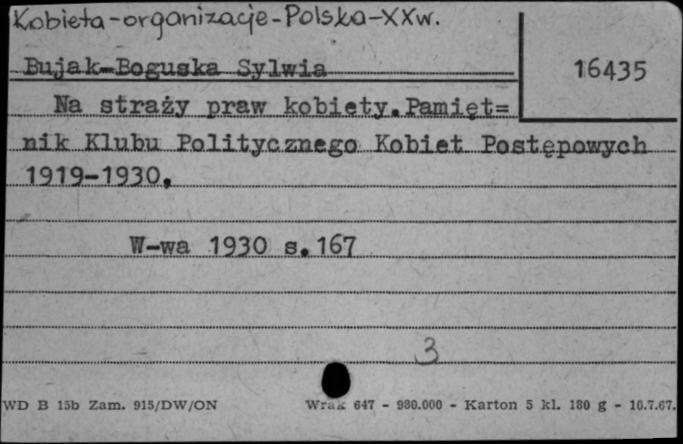 Kobieta-organizacje-Polska-XXw.
Bujak-Boguska Sylwia
16435
Na straży praw kobiety.Pamięt=
nik Klubu Politycznego Kobiet Postępowych
1919-1930.
W-wa 1930 s.167
3
WD B 15b Zam. 915/DW/ON
Wrak 647 - 980.000 - Karton 5 kl. 180 g - 10.7.67.